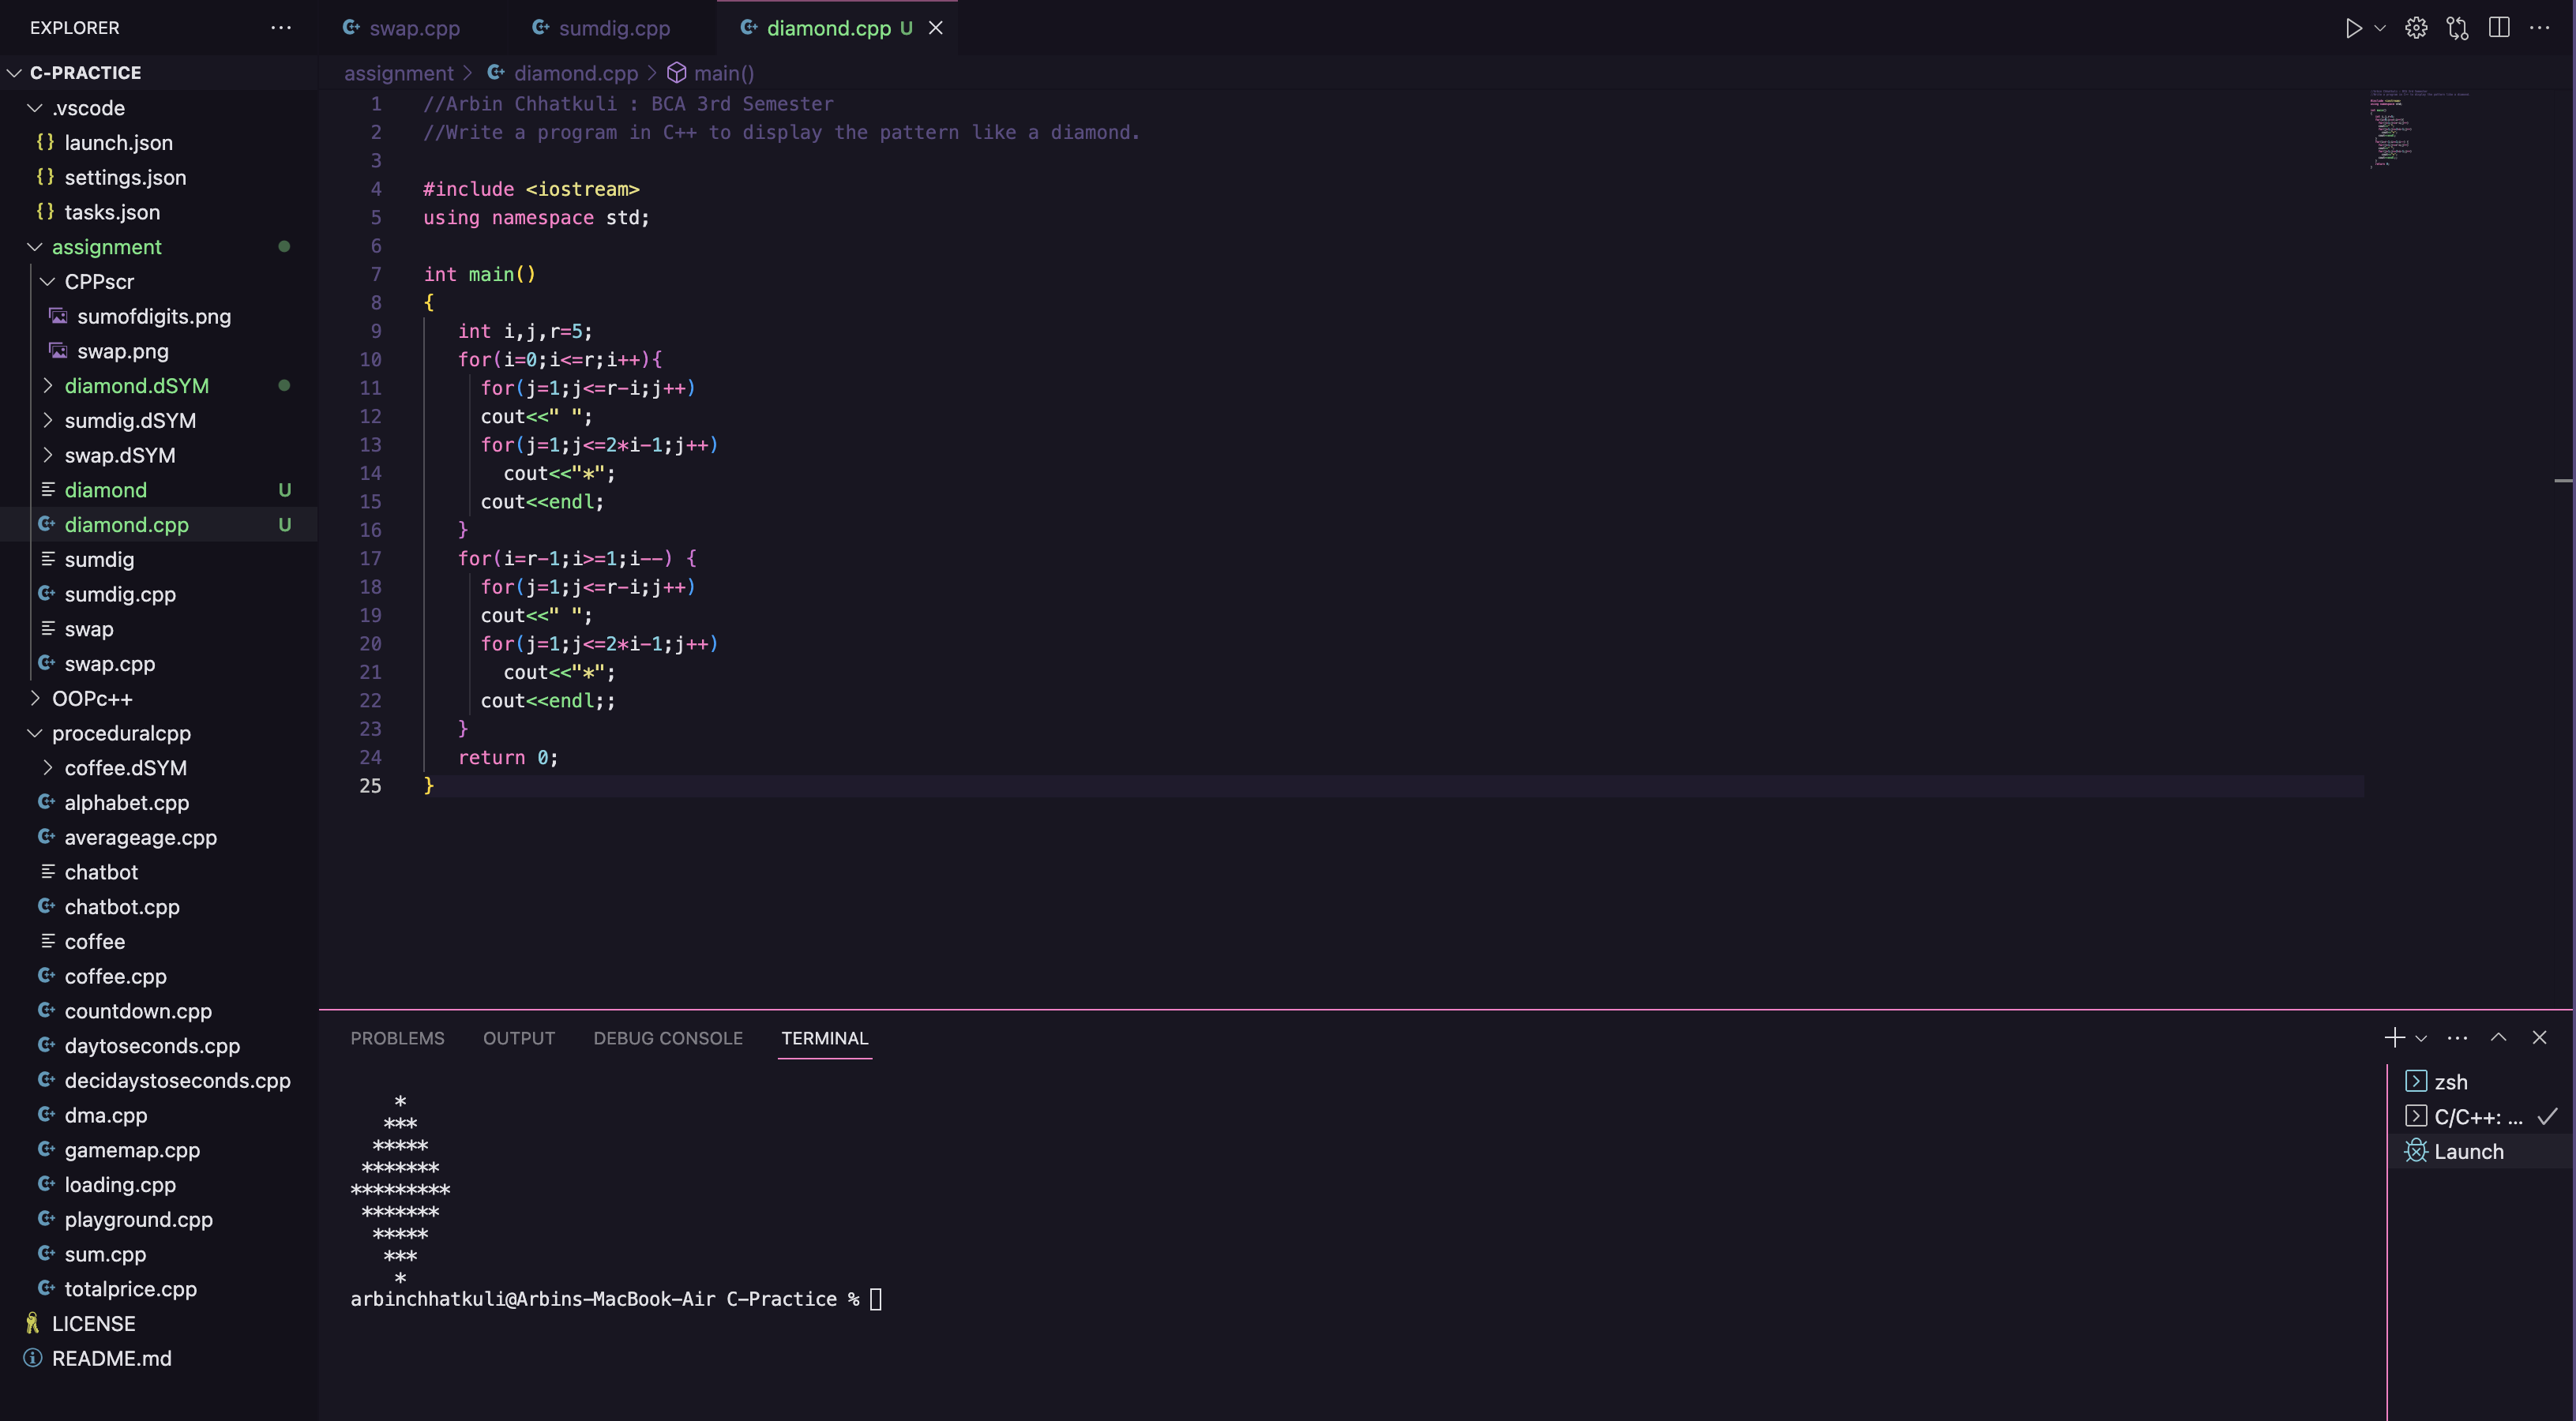 EXPLORER
C-PRACTICE
.vscode
{} launch.json
{} settings.json
{} tasks.json
assignment
CPPscr
sumofdigits.png
swap.png
diamond.dSYM
sumdig.dSYM
swap.dSYM
diamond U
diamond.cpp U
sumdig
sumdig.cpp
swap
swap.cpp
OOPc++
proceduralcpp
coffee.dSYM
alphabet.cpp
averageage.cpp
chatbot
chatbot.cpp
coffee
coffee.cpp
countdown.cpp
daytoseconds.cpp
decidaystoseconds.cpp
dma.cpp
gamemap.cpp
loading.cpp
playground.cpp
sum.cpp
totalprice.cpp
LICENSE
README.md
swap.cpp sumdig.cpp diamond.cpp U
assignment > diamond.cpp > main()
1 //Arbin Chhatkuli : BCA 3rd Semester
2 //Write a program in C++ to display the pattern like a diamond.
3
4 #include <iostream>
5 using namespace std;
6
7 int main()
8 {
9 int i,j,r=5;
10 for(i=0;i<=r;i++){
11 for(j=1;j<=r-i;j++)
12 cout<<" ";
13 for(j=1;j<=2*i-1;j++)
14 cout<<"*";
15 cout<<endl;
16 }
17 for(i=r-1;i>=1;i--) {
18 for(j=1;j<=r-i;j++)
19 cout<<" ";
20 for(j=1;j<=2*i-1;j++)
21 cout<<"*";
22 cout<<endl;;
23 }
24 return 0;
25 }
PROBLEMS OUTPUT DEBUG CONSOLE TERMINAL
*
***
*****
*******
*********
*******
*****
***
*
arbinchhatkuli@Arbins-MacBook-Air C-Practice %
zsh
C/C++: ...
Launch